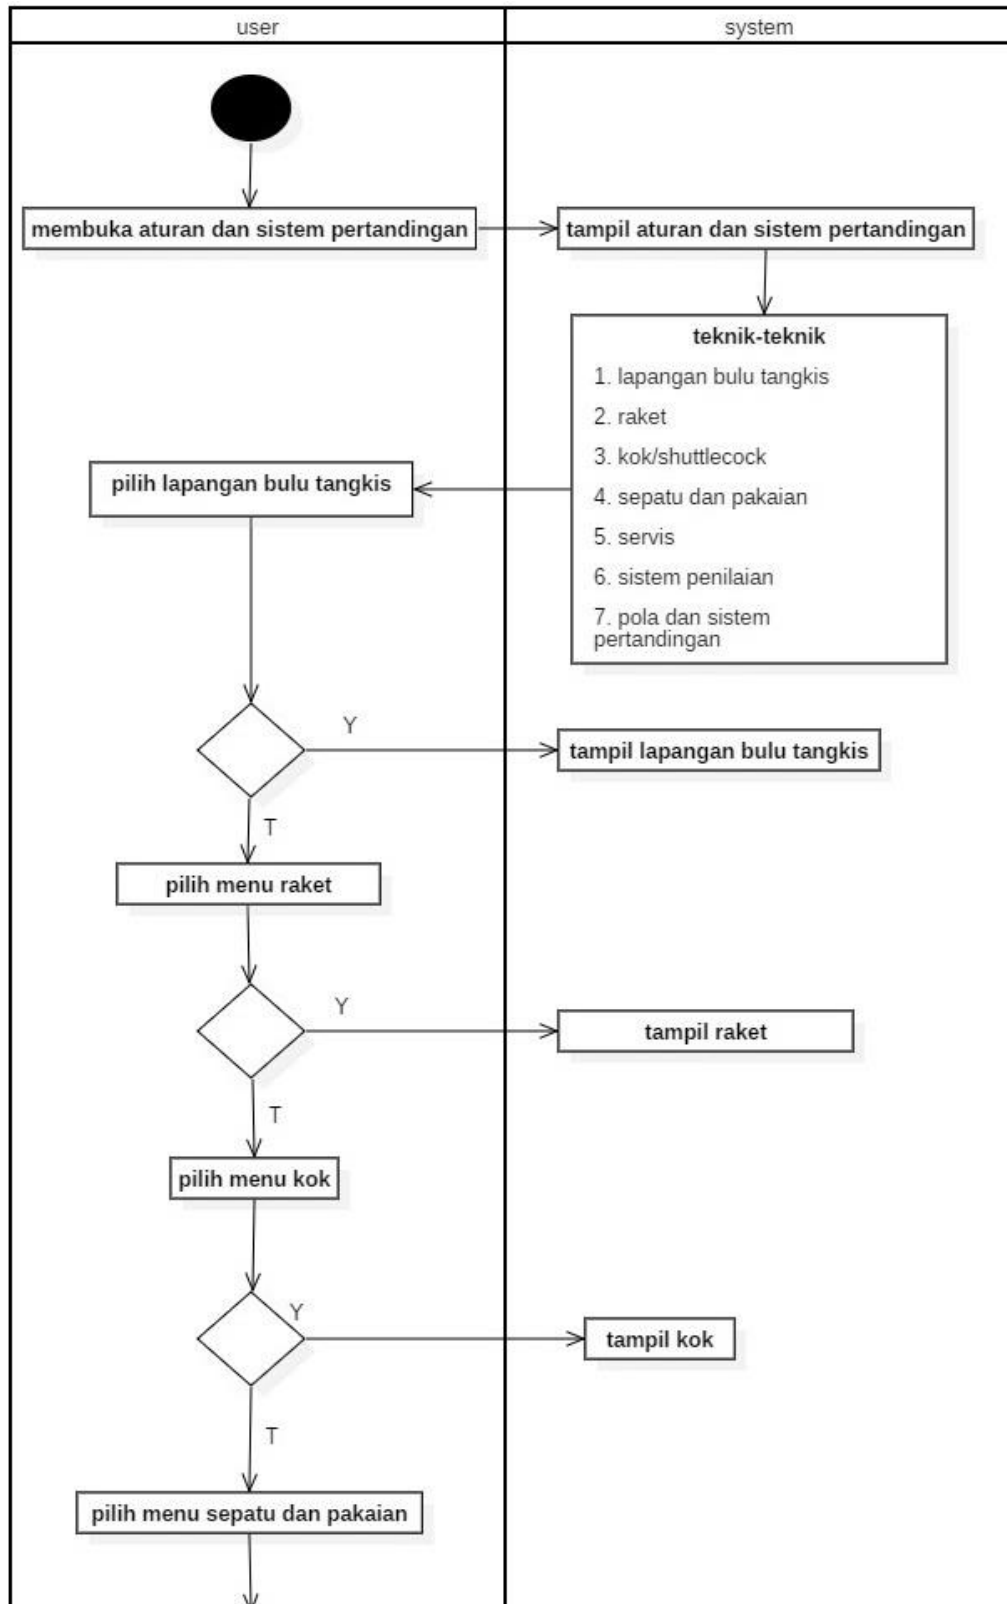 user
system
membuka aturan dan sistem pertandingan
tampil aturan dan sistem pertandingan
teknik-teknik
1. lapangan bulu tangkis
2. raket
3. kok/shuttlecock
4. sepatu dan pakaian
5. servis
6. sistem penilaian
7. pola dan sistem
pertandingan
pilih lapangan bulu tangkis
Y
tampil lapangan bulu tangkis
T
pilih menu raket
Y
tampil raket
T
pilih menu kok
Y
tampil kok
T
pilih menu sepatu dan pakaian